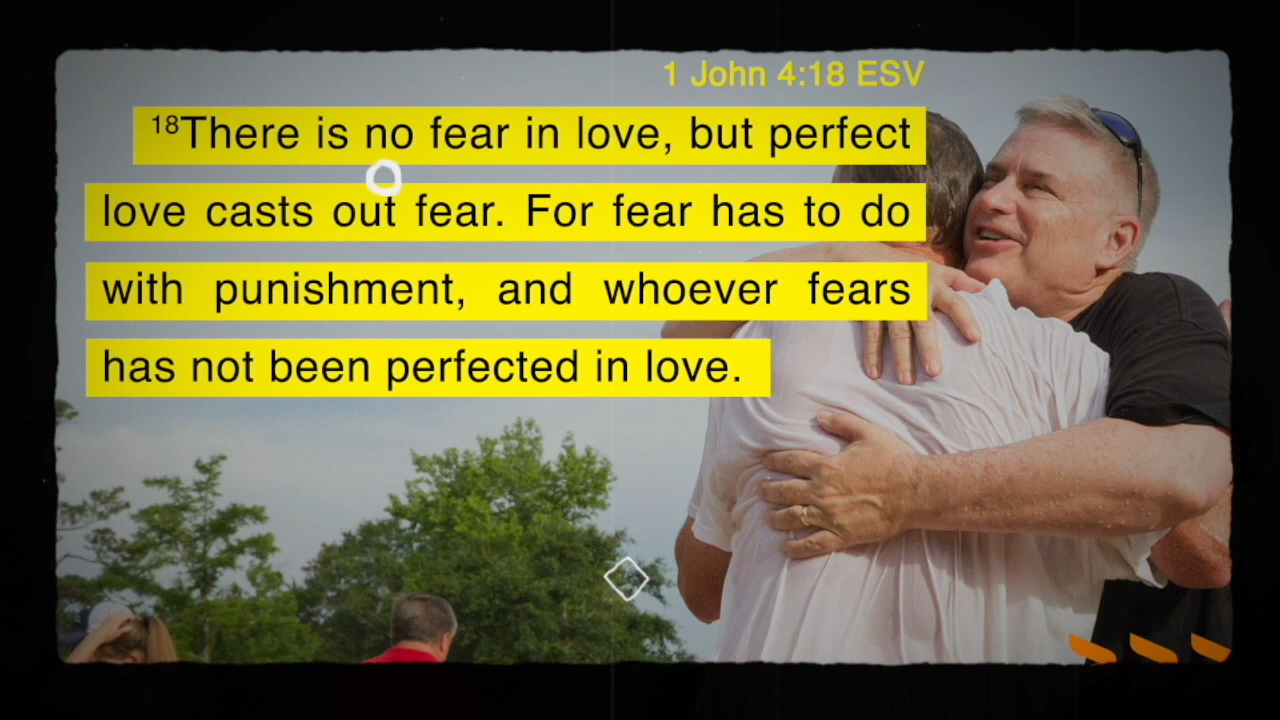 1 John 4:18 ESV
18There is no fear in love, but perfect
love casts out fear. For fear has to do
with punishment, and whoever fears
has not been perfected in love.